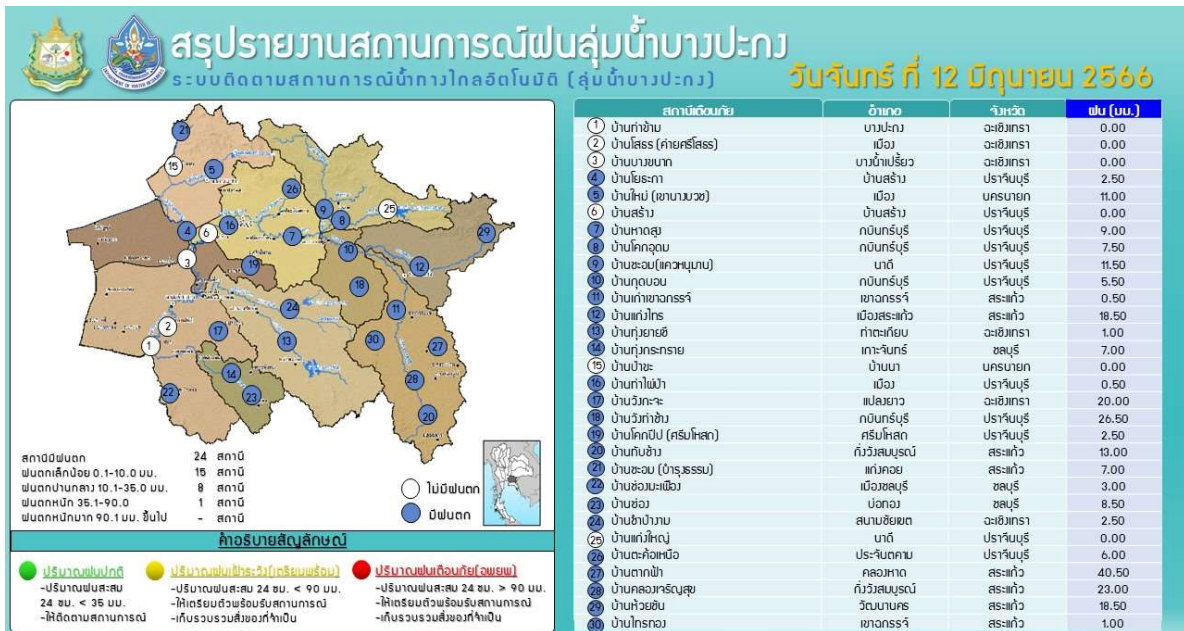 สรุปรายงานสถานการณ์ฝนลุ่มน้ำบางปะกง
ระบบติดตามสถานการณ์น้ำทางไกลอัตโนมัติ (ลุ่มน้ำบางปะกง)
วันจันทร์ ที่ 12 มิถุนายน 2566
สถานีมีฝนตก 24 สถานี
ฝนตกเล็กน้อย 0.1-10.0 มม. 15 สถานี
ฝนตกปานกลาง 10.1-35.0 มม. 8 สถานี
ฝนตกหนัก 35.1-90.0 1 สถานี
ฝนตกหนักมาก 90.1 มม. ขึ้นไป - สถานี
ไม่มีฝนตก
มีฝนตก
คำอธิบายสัญลักษณ์
ปริมาณฝนปกติ
-ปริมาณฝนสะสม
24 ชม. < 35 มม.
-ให้ติดตามสถานการณ์
ปริมาณฝนเฝ้าระวัง(เตรียมพร้อม)
-ปริมาณฝนสะสม 24 ชม. < 90 มม.
-ให้เตรียมตัวพร้อมรับสถานการณ์
-เก็บรวบรวมสิ่งของที่จำเป็น
ปริมาณฝนเตือนภัย(อพยพ)
-ปริมาณฝนสะสม 24 ชม. > 90 มม.
-ให้เตรียมตัวพร้อมรับสถานการณ์
-เก็บรวบรวมสิ่งของที่จำเป็น
สถานีเตือนภัย อำเภอ จังหวัด ฝน (มม.)
1 บ้านท่าข้าม บางปะกง ฉะเชิงเทรา 0.00
2 บ้านโสธร (ค่ายศรีโสธร) เมือง ฉะเชิงเทรา 0.00
3 บ้านบางขนาก บางน้ำเปรี้ยว ฉะเชิงเทรา 0.00
4 บ้านโยธะกา บ้านสร้าง ปราจีนบุรี 2.50
5 บ้านใหม่ (เขานางบวช) เมือง นครนายก 11.00
6 บ้านสร้าง บ้านสร้าง ปราจีนบุรี 0.00
7 บ้านหาดสูง กบินทร์บุรี ปราจีนบุรี 9.00
8 บ้านโคกอุดม กบินทร์บุรี ปราจีนบุรี 7.50
9 บ้านซะอม(แควหนุมาน) นาดี ปราจีนบุรี 11.50
10 บ้านกุดบอน กบินทร์บุรี ปราจีนบุรี 5.50
11 บ้านเก่าเขาฉกรรจ์ เขาฉกรรจ์ สระแก้ว 0.50
12 บ้านแก่งไทร เมืองสระแก้ว สระแก้ว 18.50
13 บ้านทุ่งยายชี ท่าตะเกียบ ฉะเชิงเทรา 1.00
14 บ้านทุ่งกระทราย เกาะจันทร์ ชลบุรี 7.00
15 บ้านป่าขะ บ้านนา นครนายก 0.00
16 บ้านท่าไผ่ป่า เมือง ปราจีนบุรี 0.50
17 บ้านวังกะจะ แปลงยาว ฉะเชิงเทรา 20.00
18 บ้านวังท่าช้าง กบินทร์บุรี ปราจีนบุรี 26.50
19 บ้านโคกปีป (ศรีมโหสถ) ศรีมโหสถ ปราจีนบุรี 2.50
20 บ้านทับช้าง กิ่งวังสมบูรณ์ สระแก้ว 13.00
21 บ้านซะอม (บำรุงธรรม) แก่งคอย สระแก้ว 7.00
22 บ้านช่องมะเฟือง เมืองชลบุรี ชลบุรี 3.00
23 บ้านช่อง บ่อทอง ชลบุรี 8.50
24 บ้านชำป่างาม สนามชัยเขต ฉะเชิงเทรา 2.50
25 บ้านแก่งใหญ่ นาดี ปราจีนบุรี 0.00
26 บ้านตะคร้อเหนือ ประจันตคาม ปราจีนบุรี 6.00
27 บ้านตากฟ้า คลองหาด สระแก้ว 40.50
28 บ้านคลองเจริญสุข กิ่งวังสมบูรณ์ สระแก้ว 23.00
29 บ้านห้วยชัน วัฒนานคร สระแก้ว 18.50
30 บ้านไทรทอง เขาฉกรรจ์ สระแก้ว 1.00